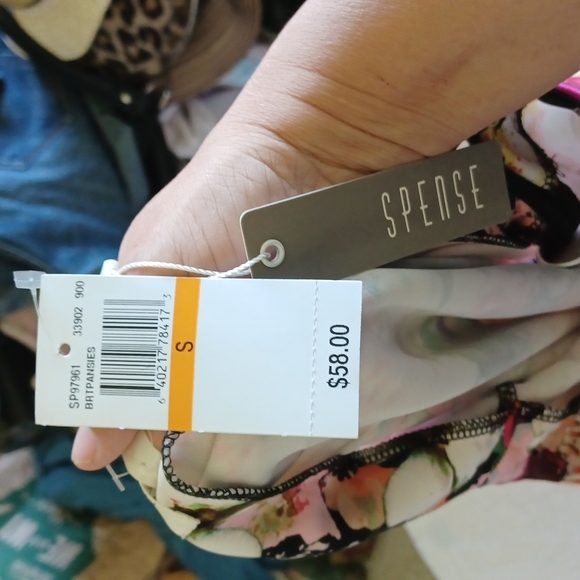 SPENSE
SP97961 33902 900
BRTPANSIES
6 40217 78417 3
S
$58.00